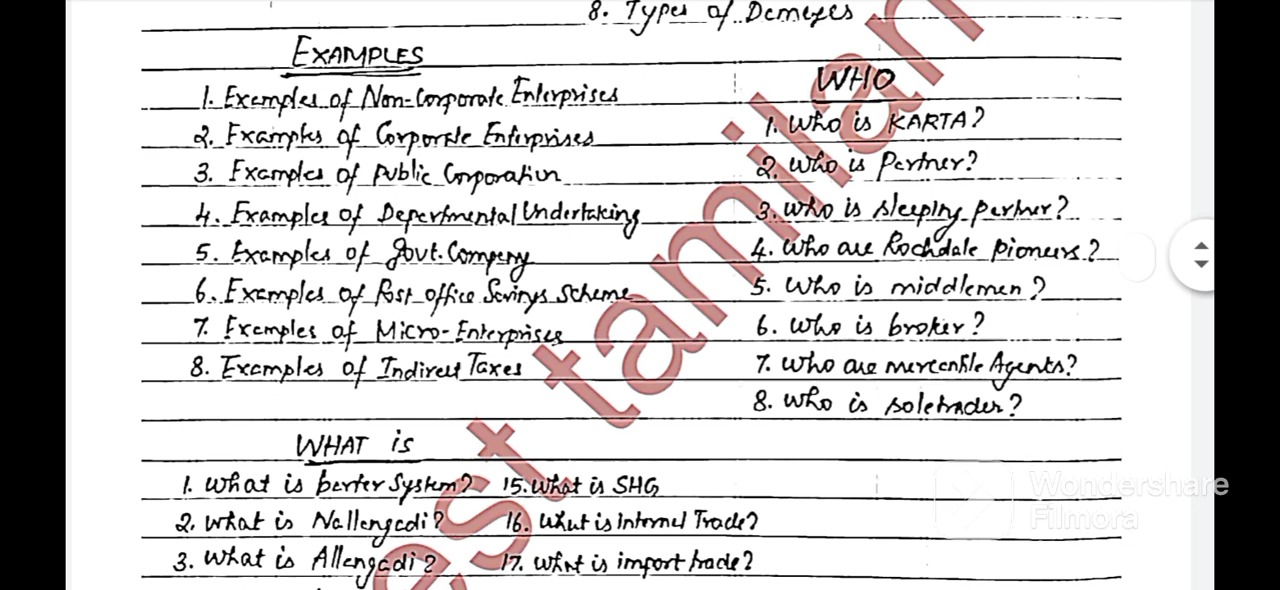 8. Types of Demeges
EXAMPLES
1. Examples of Non-Corporate Enterprises
2. Examples of Corporate Enterprises
3. Examples of Public Corporation
4. Examples of Departmental Undertaking
5. Examples of Govt. Company
6. Examples of Post office Savings Scheme
7. Examples of Micro-Enterprises
8. Examples of Indirect Taxes
WHO
1. Who is KARTA?
2. Who is Partner?
3. Who is sleeping partner?
4. Who are Rochdale Pioneers?
5. Who is middlemen?
6. Who is broker?
7. Who are mercantile Agents?
8. Who is soletrader?
WHAT is
1. What is barter System?
2. What is Nallangadi?
3. What is Allangadi?
15. What is SHG
16. What is Internal Trade?
17. What is import trade?
est tamilan
Wondershare
Filmora